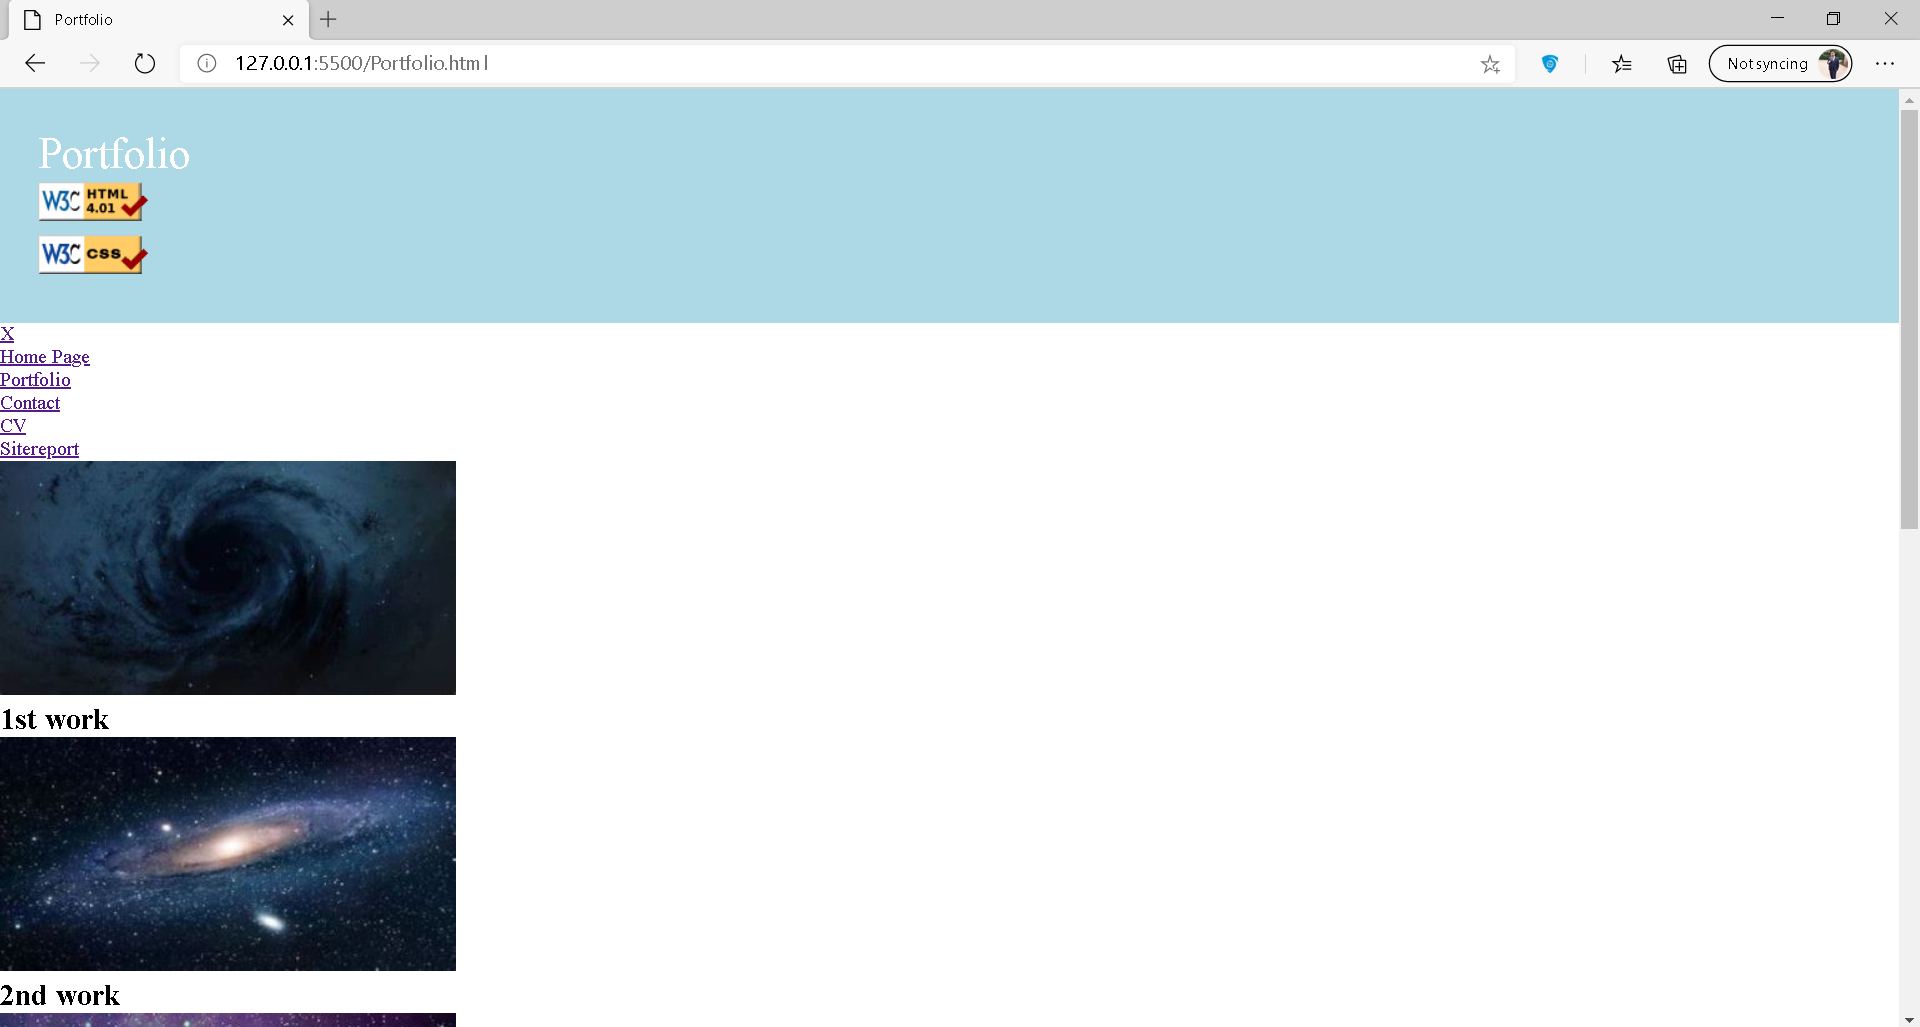 Portfolio
127.0.0.1:5500/Portfolio.html
Not syncing
Portfolio
W3C HTML 4.01
W3C css
X
Home Page
Portfolio
Contact
CV
Sitereport
1st work
2nd work